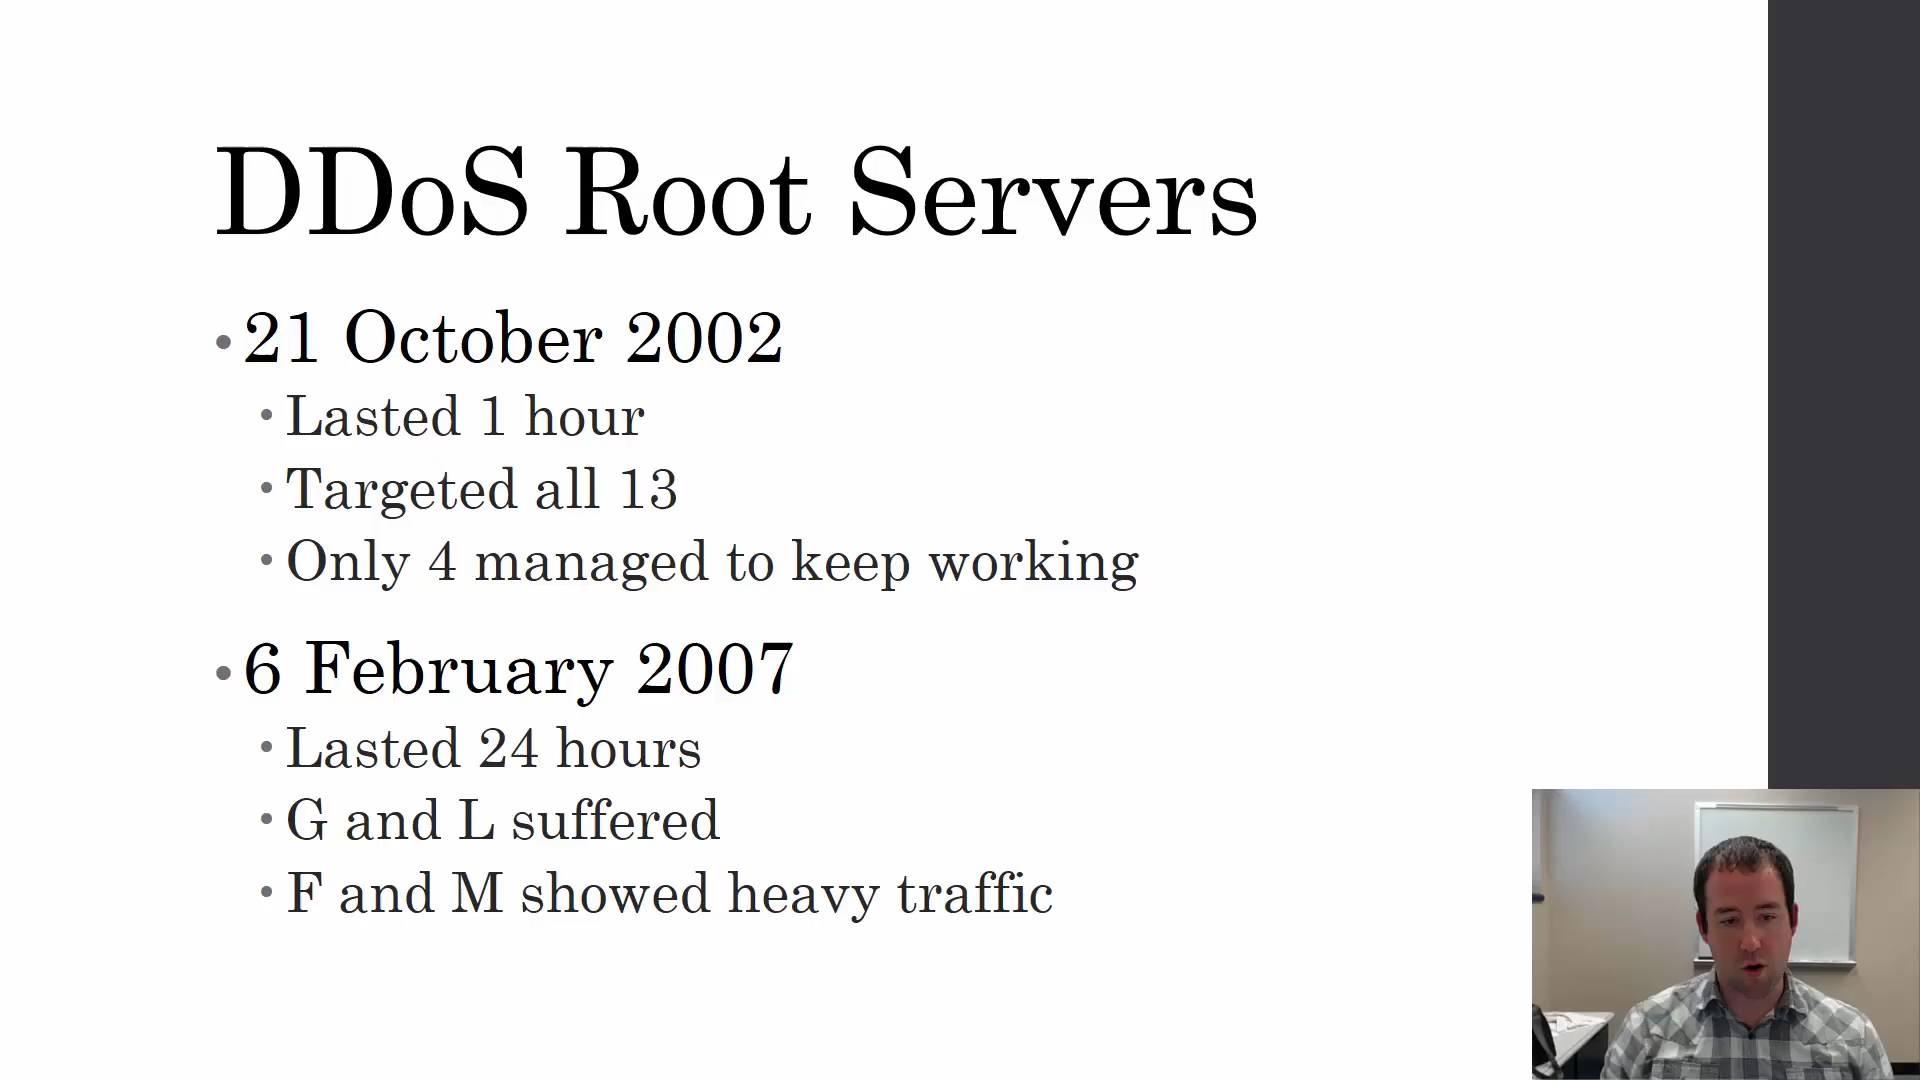 DDoS Root Servers
• 21 October 2002
• Lasted 1 hour
• Targeted all 13
• Only 4 managed to keep working
• 6 February 2007
• Lasted 24 hours
• G and L suffered
• F and M showed heavy traffic